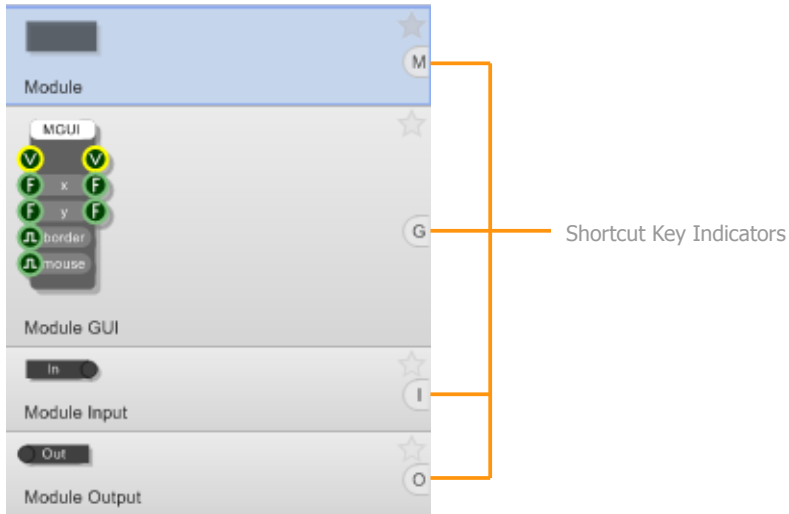 M
Module
MGUI
V V
F x F
F y F
border
mouse
G
Shortcut Key Indicators
Module GUI
In
I
Module Input
Out
O
Module Output